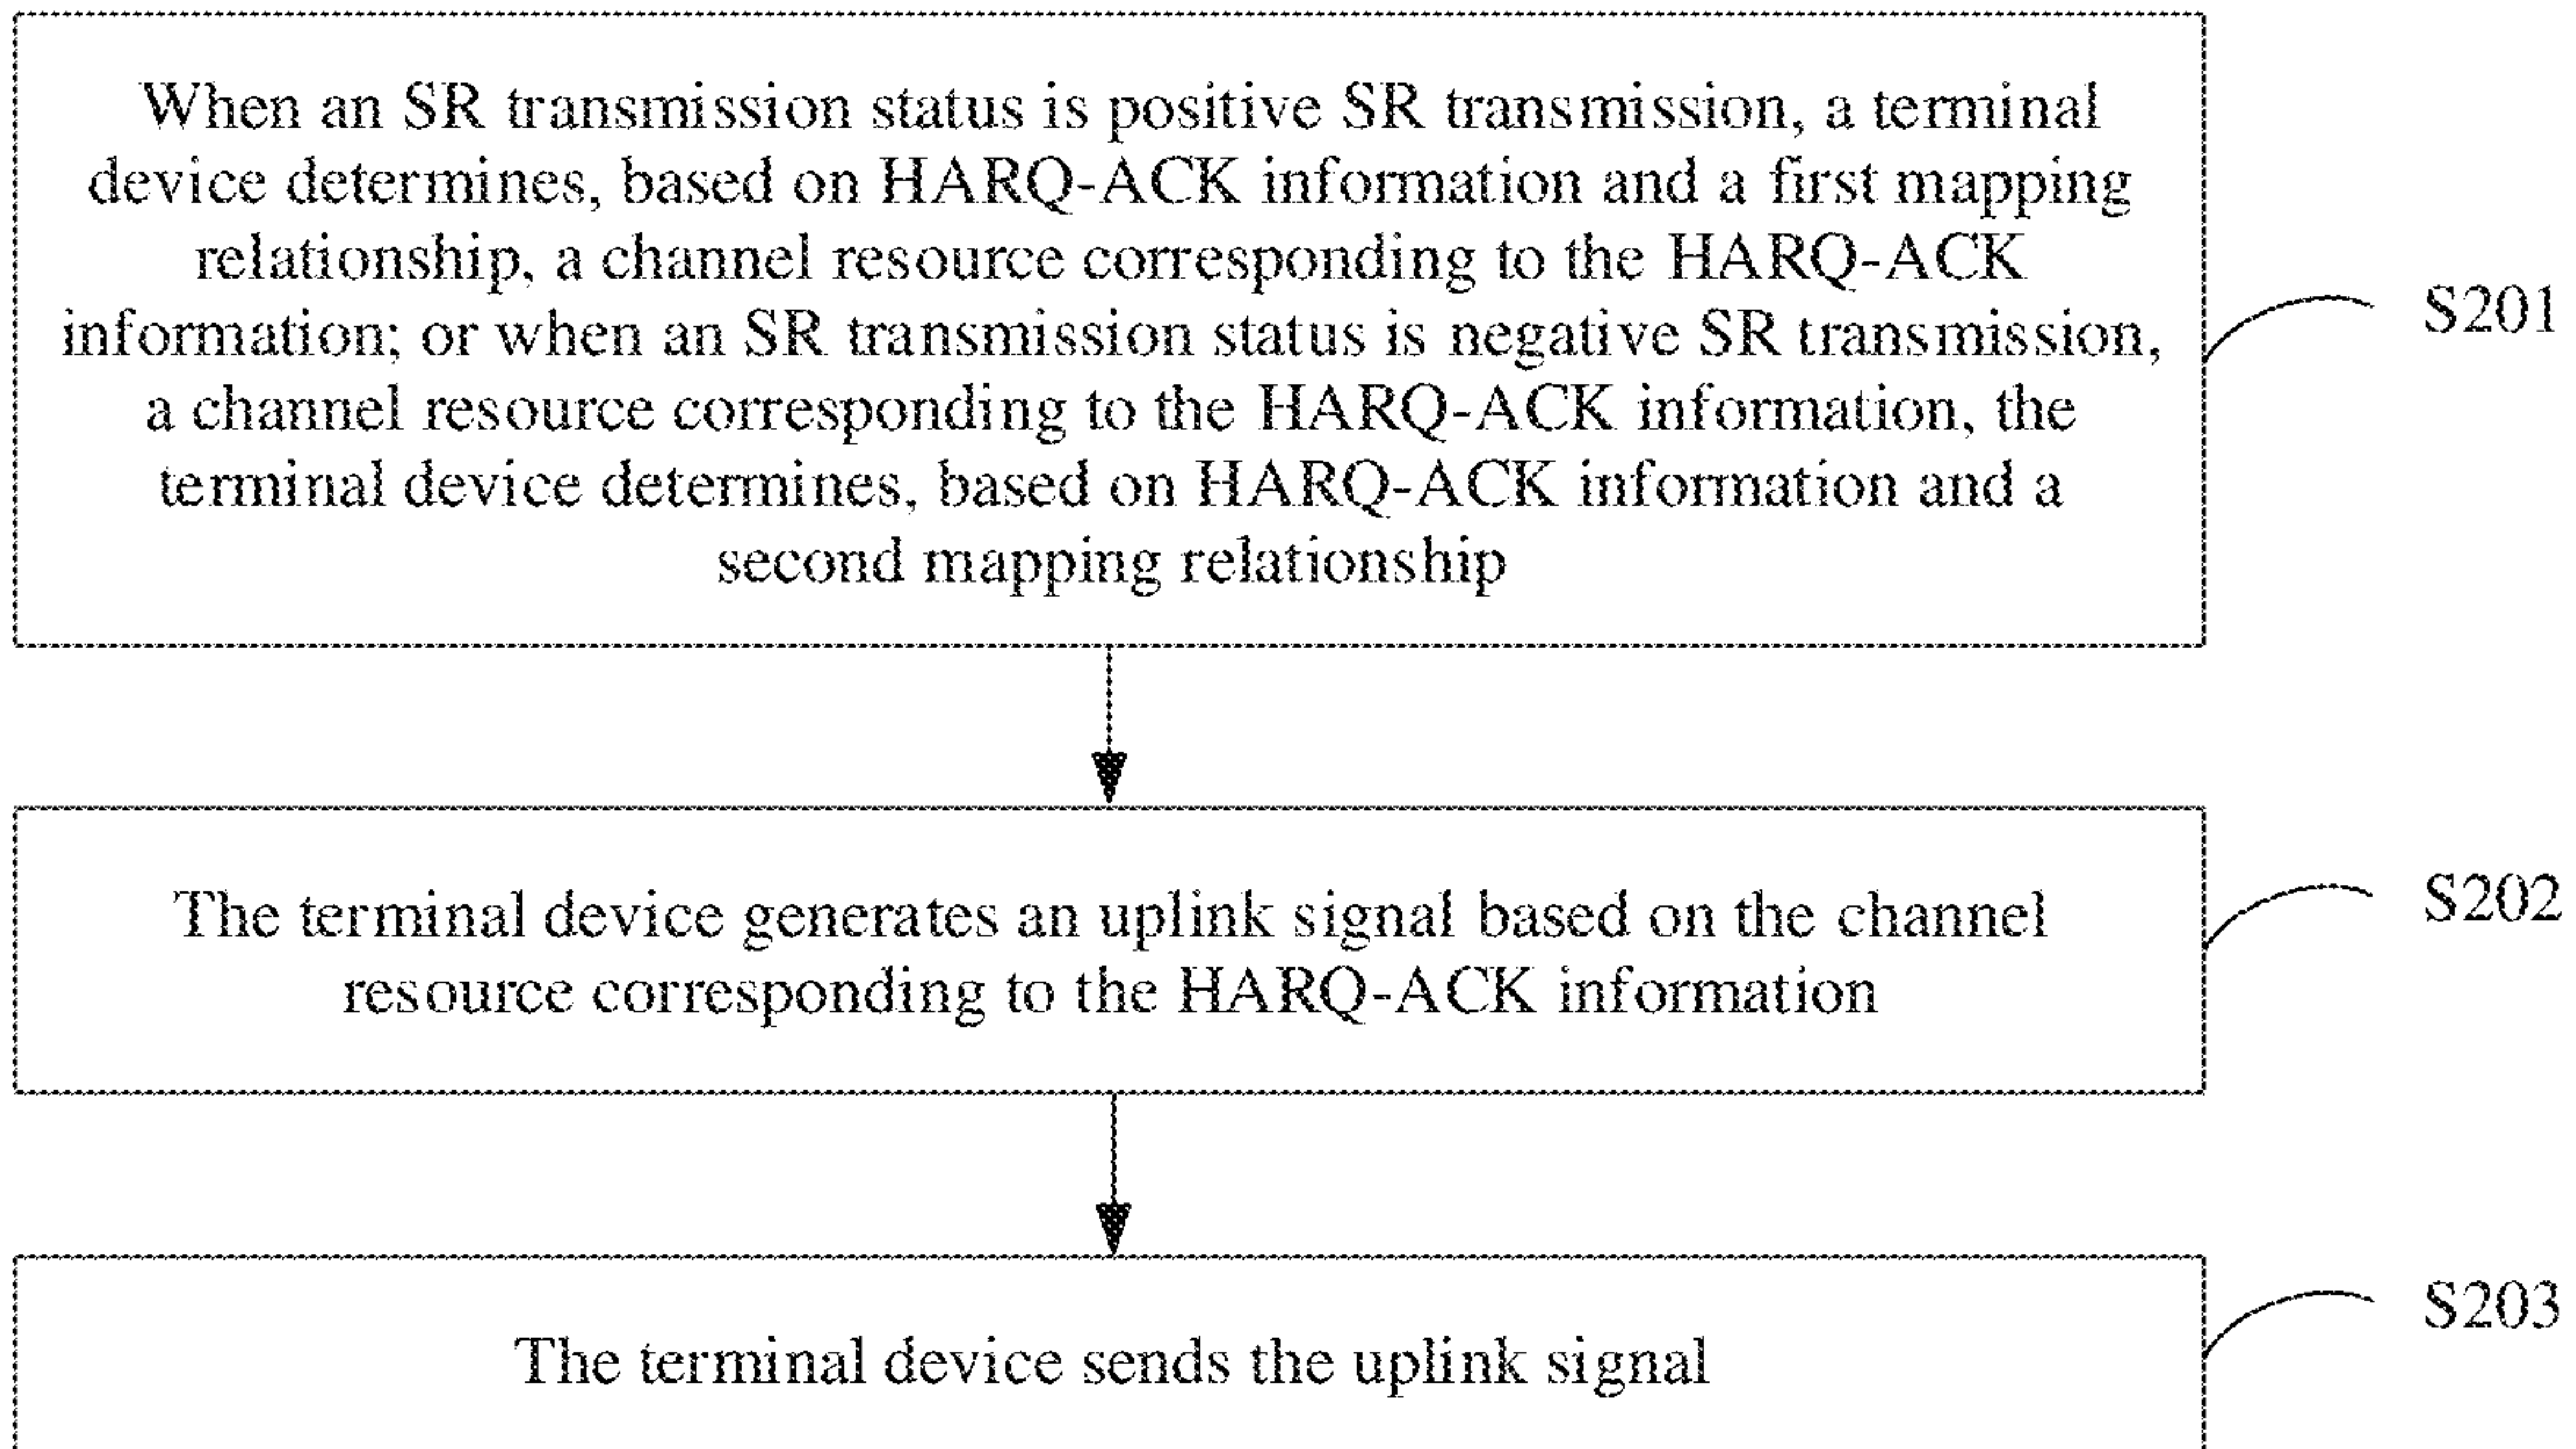 When an SR transmission status is positive SR transmission, a terminal
device determines, based on HARQ-ACK information and a first mapping
relationship, a channel resource corresponding to the HARQ-ACK
information; or when an SR transmission status is negative SR transmission,
a channel resource corresponding to the HARQ-ACK information, the
terminal device determines, based on HARQ-ACK information and a
second mapping relationship
S201
The terminal device generates an uplink signal based on the channel
resource corresponding to the HARQ-ACK information
S202
The terminal device sends the uplink signal
S203